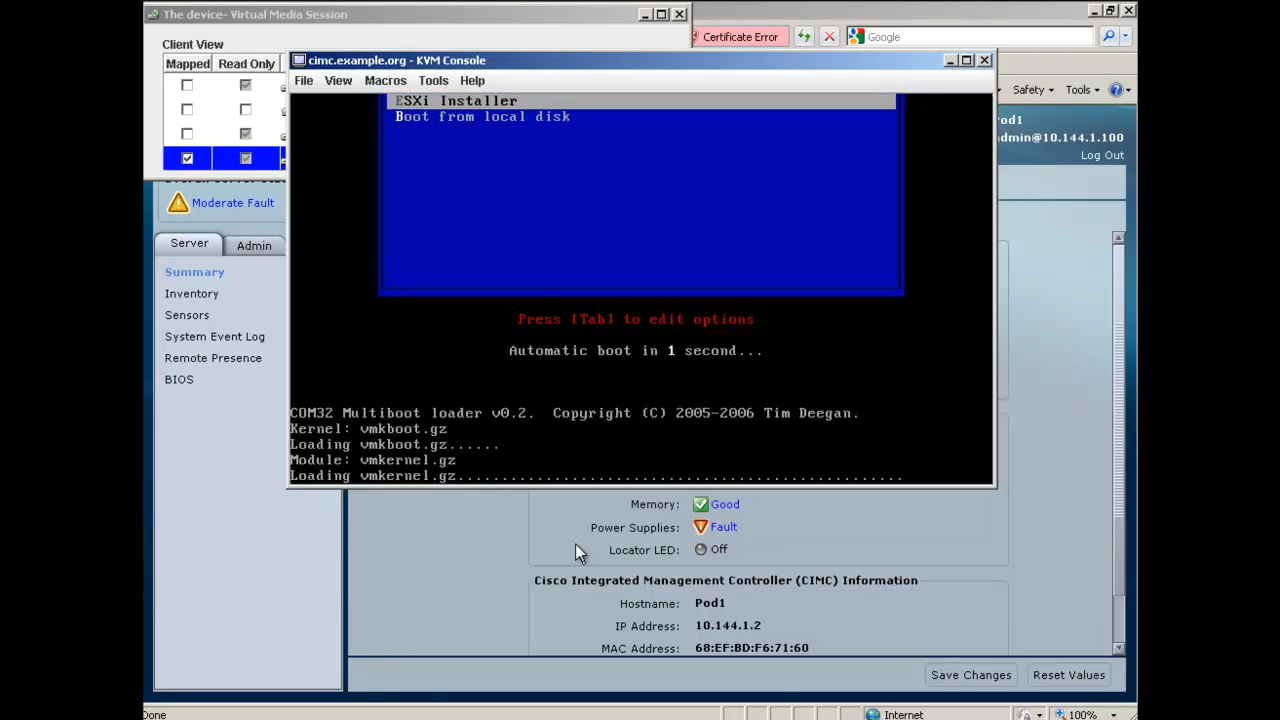 The device- Virtual Media Session
Client View
Mapped
Read Only
Certificate Error
Google
cimc.example.org - KVM Console
File View Macros Tools Help
Safety
Tools
od1
admin@10.144.1.100
Log Out
ESXi Installer
Boot from local disk
Press [Tab] to edit options
Automatic boot in 1 second...
COM32 Multiboot loader v0.2. Copyright (C) 2005-2006 Tim Deegan.
Kernel: vmkboot.gz
Loading vmkboot.gz......
Module: vmkernel.gz
Loading vmkernel.gz...................................................
Moderate Fault
Server
Admin
Summary
Inventory
Sensors
System Event Log
Remote Presence
BIOS
Memory: Good
Power Supplies: Fault
Locator LED: Off
Cisco Integrated Management Controller (CIMC) Information
Hostname: Pod1
IP Address: 10.144.1.2
MAC Address: 68:EF:BD:F6:71:60
Save Changes
Reset Values
Done
Internet
100%